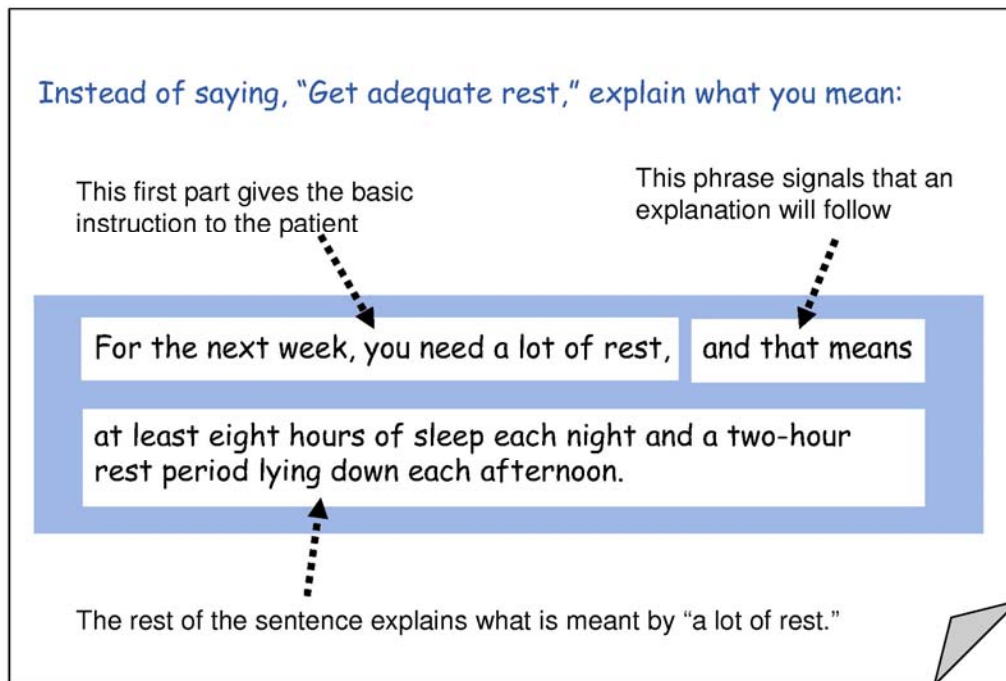 Instead of saying, “Get adequate rest,” explain what you mean:
This first part gives the basic
instruction to the patient
This phrase signals that an
explanation will follow
For the next week, you need a lot of rest,
and that means
at least eight hours of sleep each night and a two-hour
rest period lying down each afternoon.
The rest of the sentence explains what is meant by “a lot of rest.”